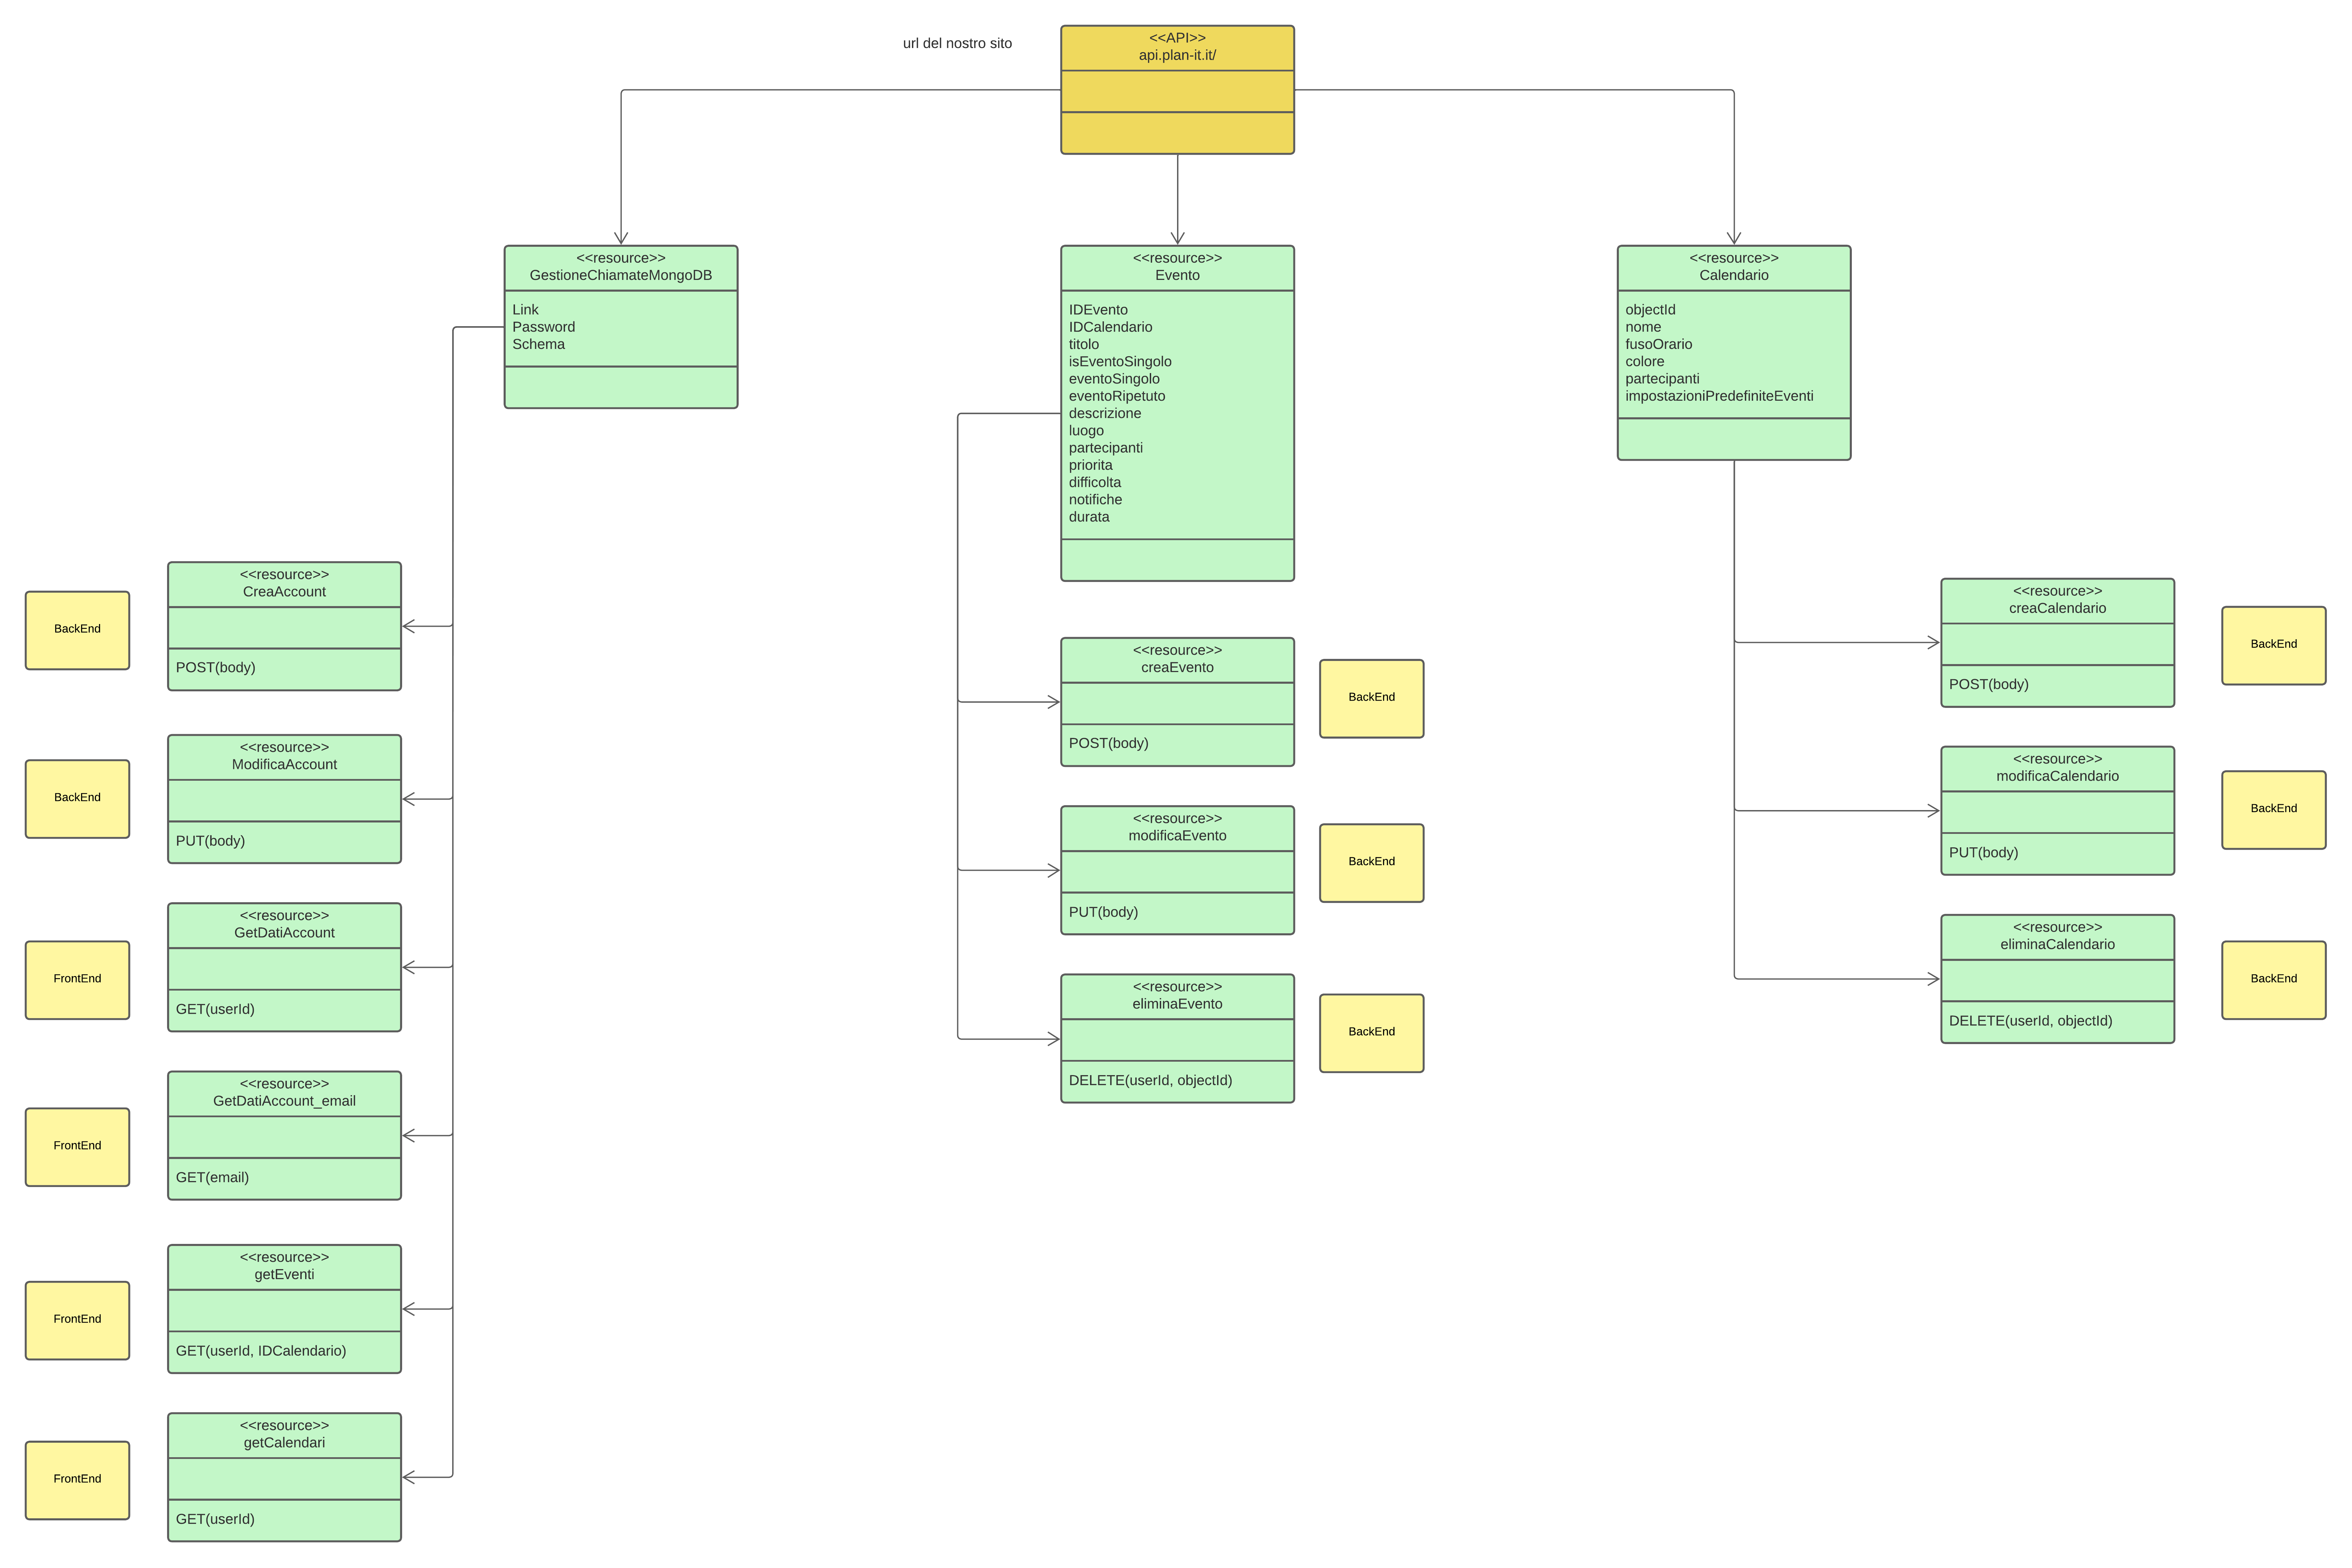 url del nostro sito
<<API>>
api.plan-it.it/
<<resource>>
GestioneChiamateMongoDB
Link
Password
Schema
<<resource>>
Evento
IDEvento
IDCalendario
titolo
isEventoSingolo
eventoSingolo
eventoRipetuto
descrizione
luogo
partecipanti
priorita
difficolta
notifiche
durata
<<resource>>
Calendario
objectId
nome
fusoOrario
colore
partecipanti
impostazioniPredefiniteEventi
BackEnd
<<resource>>
CreaAccount
POST(body)
BackEnd
<<resource>>
ModificaAccount
PUT(body)
FrontEnd
<<resource>>
GetDatiAccount
GET(userId)
FrontEnd
<<resource>>
GetDatiAccount_email
GET(email)
FrontEnd
<<resource>>
getEventi
GET(userId, IDCalendario)
FrontEnd
<<resource>>
getCalendari
GET(userId)
<<resource>>
creaEvento
POST(body)
BackEnd
<<resource>>
modificaEvento
PUT(body)
BackEnd
<<resource>>
eliminaEvento
DELETE(userId, objectId)
BackEnd
<<resource>>
creaCalendario
POST(body)
BackEnd
<<resource>>
modificaCalendario
PUT(body)
BackEnd
<<resource>>
eliminaCalendario
DELETE(userId, objectId)
BackEnd